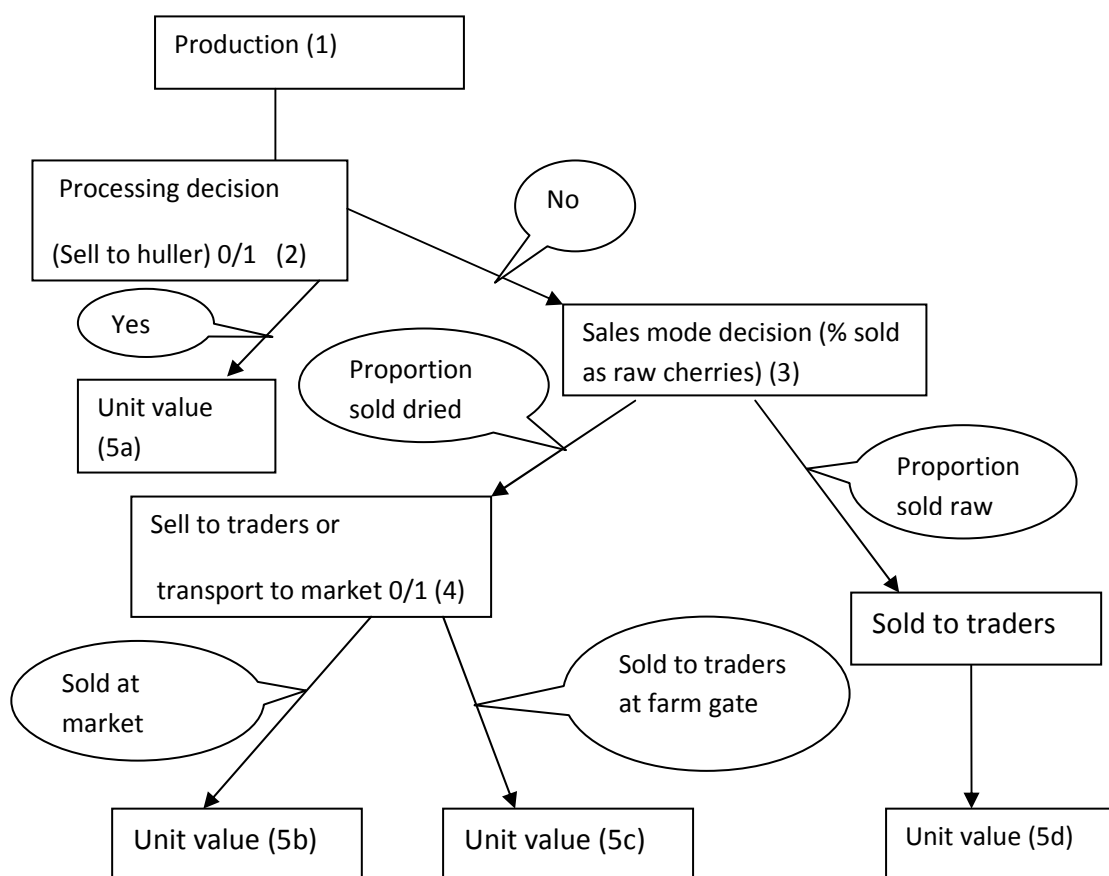 Production (1)
Processing decision
(Sell to huller) 0/1 (2)
No
Yes
Sales mode decision (% sold
as raw cherries) (3)
Proportion
sold dried
Unit value
(5a)
Proportion
sold raw
Sell to traders or
transport to market 0/1 (4)
Sold to traders
Sold at
market
Sold to traders
at farm gate
Unit value (5b)
Unit value (5c)
Unit value (5d)